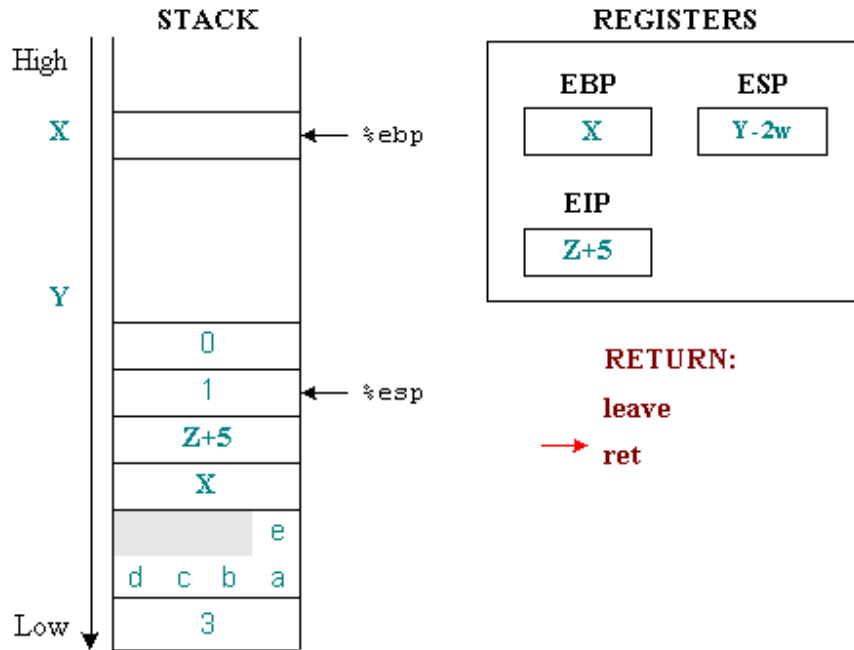 STACK
High
X
%ebp
Y
0
1
%esp
Z+5
X
e
d c b a
Low
3
REGISTERS
EBP ESP
X Y-2w
EIP
Z+5
RETURN:
leave
ret